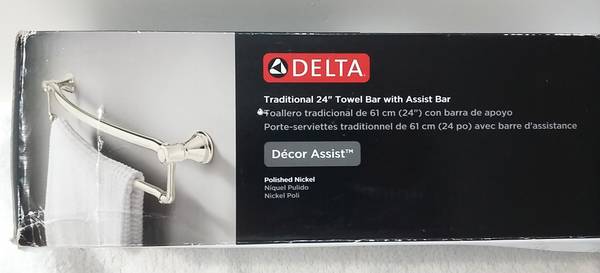 DELTA
Traditional 24" Towel Bar with Assist Bar
Toallero tradicional de 61 cm (24") con barra de apoyo
Porte-serviettes traditionnel de 61 cm (24 po) avec barre d'assistance
Décor Assist™
Polished Nickel
Níquel Pulido
Nickel Poli